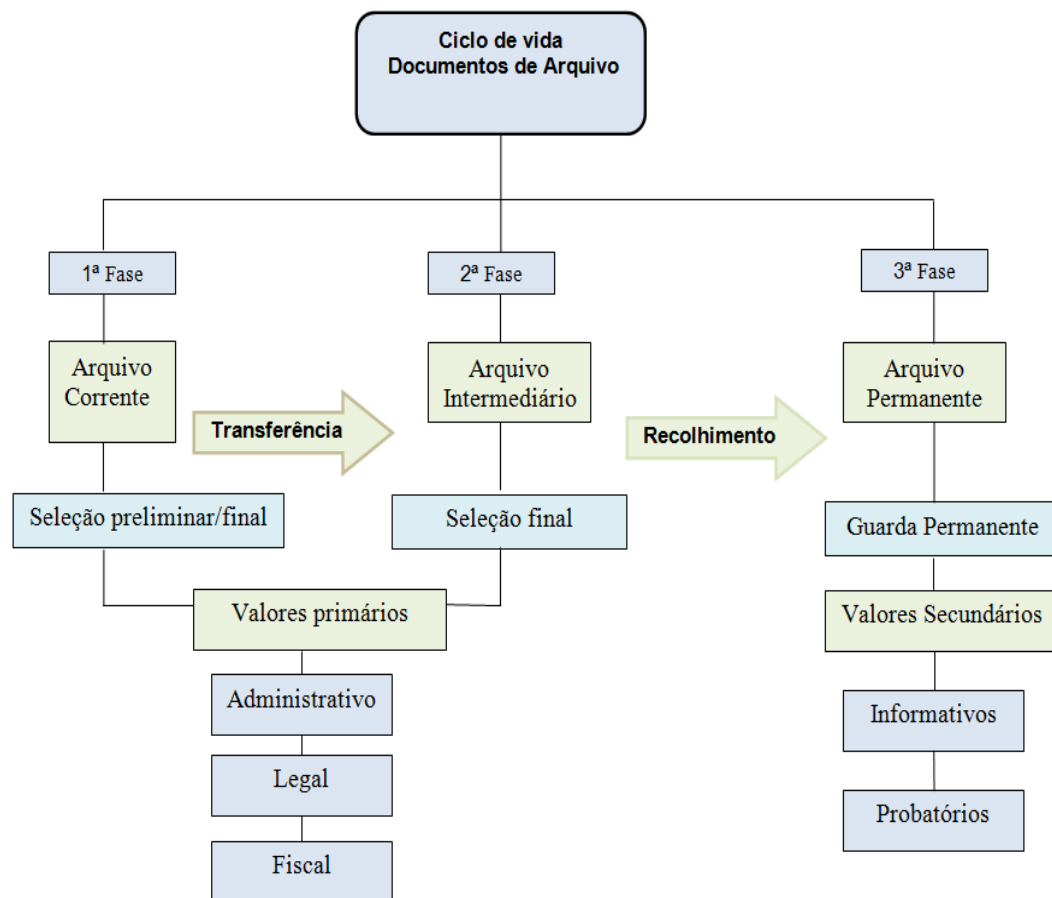 Ciclo de vida
Documentos de Arquivo
1ª Fase
2ª Fase
3ª Fase
Arquivo
Corrente
Transferência
Arquivo
Intermediário
Recolhimento
Arquivo
Permanente
Seleção preliminar/final
Seleção final
Guarda Permanente
Valores primários
Valores Secundários
Administrativo
Legal
Fiscal
Informativos
Probatórios